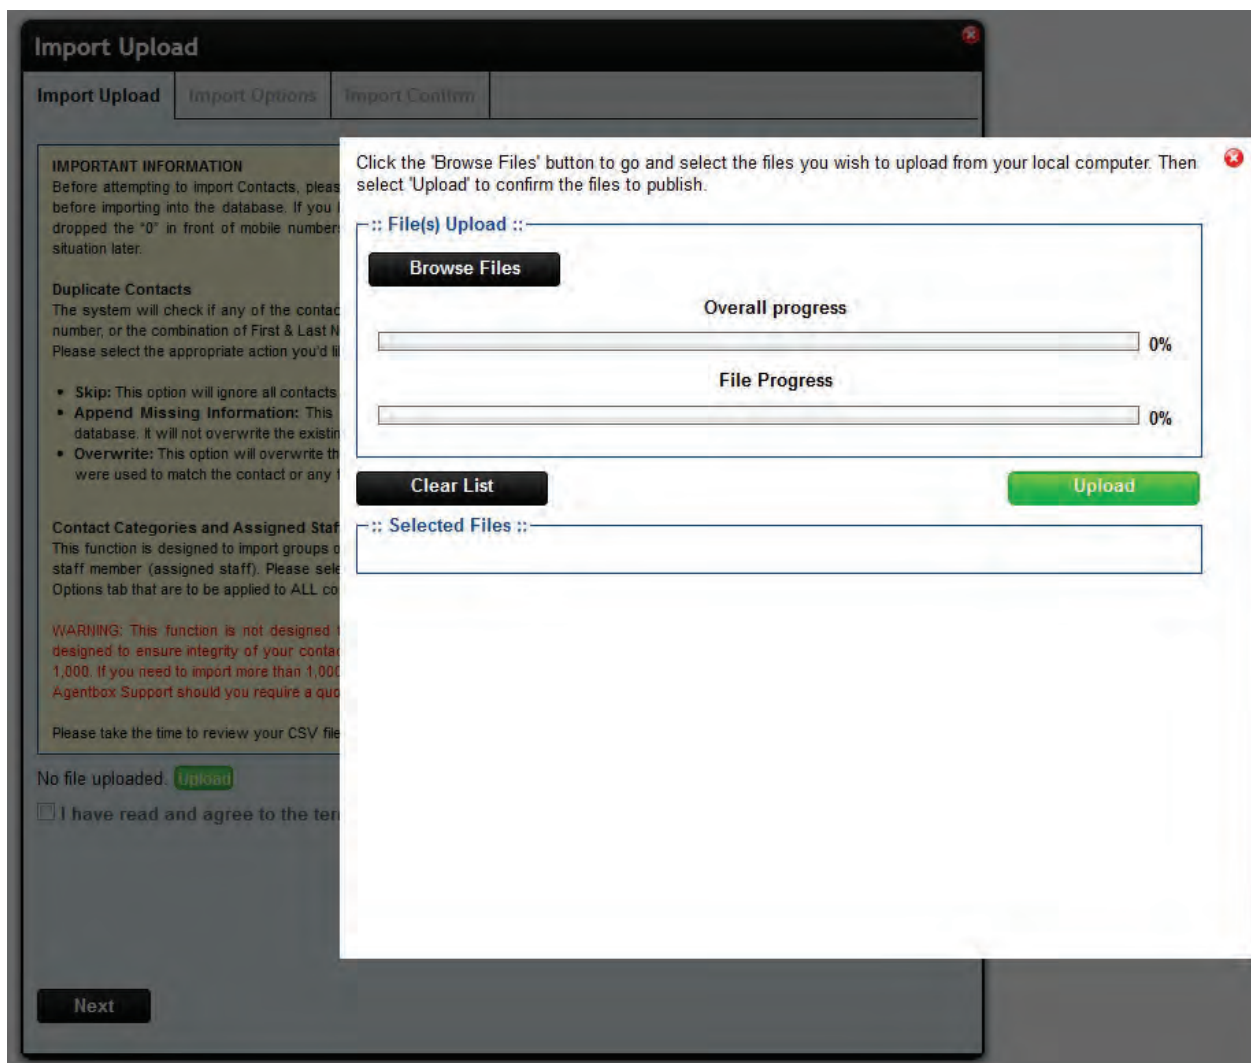 Import Upload
Import Upload Import Options Import Confirm
IMPORTANT INFORMATION
Before attempting to import Contacts, pleas
before importing into the database. If you
dropped the "0" in front of mobile number
situation later.
Duplicate Contacts
The system will check if any of the contac
number, or the combination of First & Last N
Please select the appropriate action you'd li
• Skip: This option will ignore all contacts
• Append Missing Information: This
database. It will not overwrite the existin
• Overwrite: This option will overwrite th
were used to match the contact or any
Contact Categories and Assigned Staf
This function is designed to import groups o
staff member (assigned staff). Please sele
Options tab that are to be applied to ALL co
WARNING: This function is not designed
designed to ensure integrity of your contac
1,000. If you need to import more than 1,000
Agentbox Support should you require a quo
Please take the time to review your CSV file
No file uploaded. Upload
I have read and agree to the ter
Next
Click the 'Browse Files' button to go and select the files you wish to upload from your local computer. Then
select 'Upload' to confirm the files to publish.
:: File(s) Upload ::
Browse Files
Overall progress
0%
File Progress
0%
Clear List Upload
:: Selected Files ::